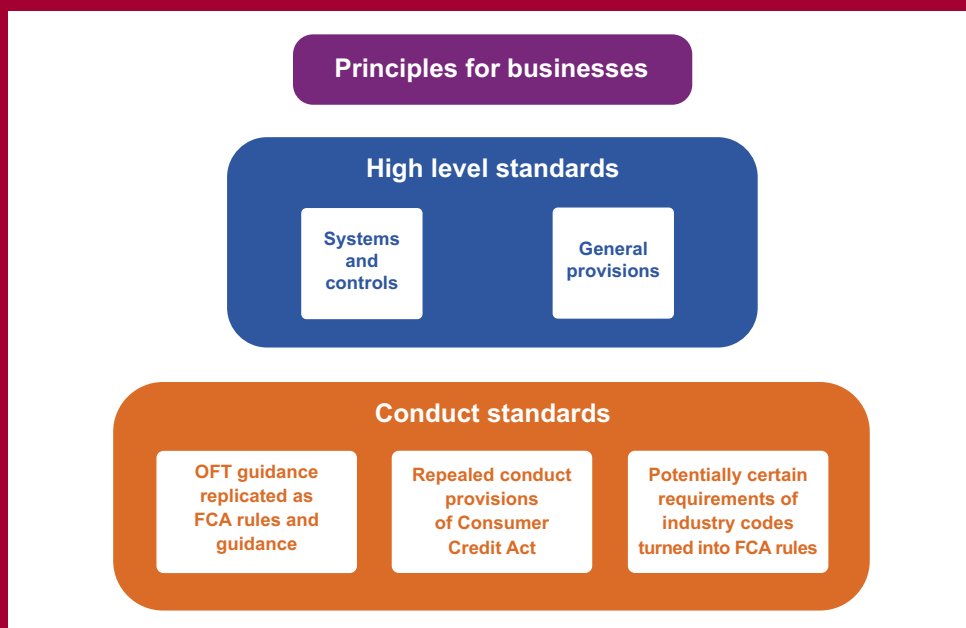 Principles for businesses
High level standards
Systems
and
controls
General
provisions
Conduct standards
OFT guidance
replicated as
FCA rules and
guidance
Repealed conduct
provisions
of Consumer
Credit Act
Potentially certain
requirements of
industry codes
turned into FCA rules